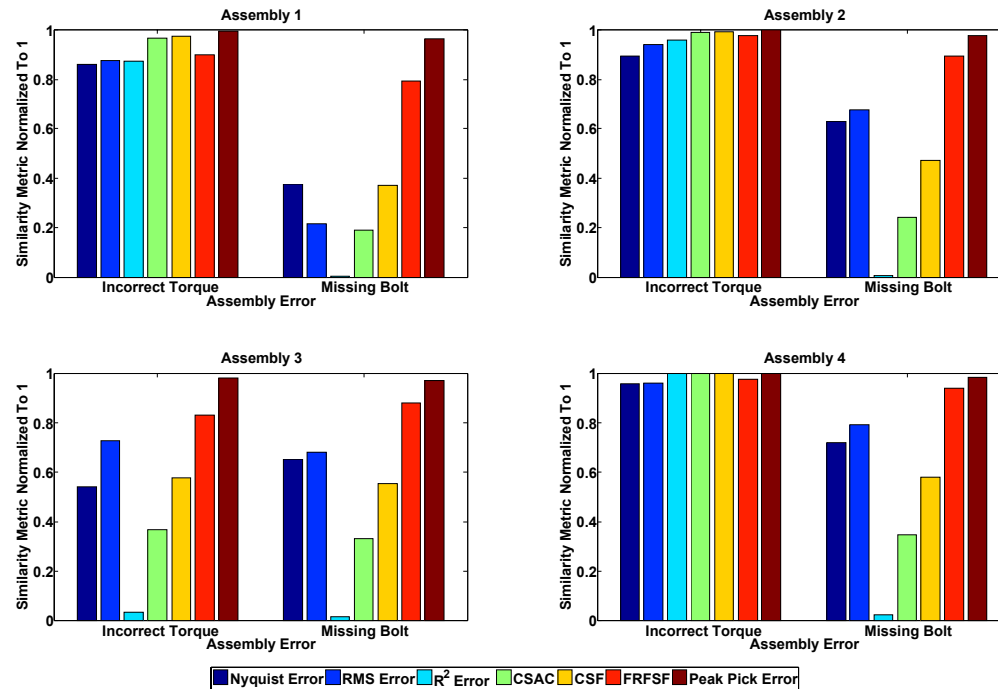 Assembly 1
Similarity Metric Normalized To 1
1
0.8
0.6
0.4
0.2
0
Incorrect Torque Missing Bolt
Assembly Error
Assembly 2
Similarity Metric Normalized To 1
1
0.8
0.6
0.4
0.2
0
Incorrect Torque Missing Bolt
Assembly Error
Assembly 3
Similarity Metric Normalized To 1
1
0.8
0.6
0.4
0.2
0
Incorrect Torque Missing Bolt
Assembly Error
Assembly 4
Similarity Metric Normalized To 1
1
0.8
0.6
0.4
0.2
0
Incorrect Torque Missing Bolt
Assembly Error
Nyquist Error RMS Error R² Error CSAC CSF FRFSF Peak Pick Error